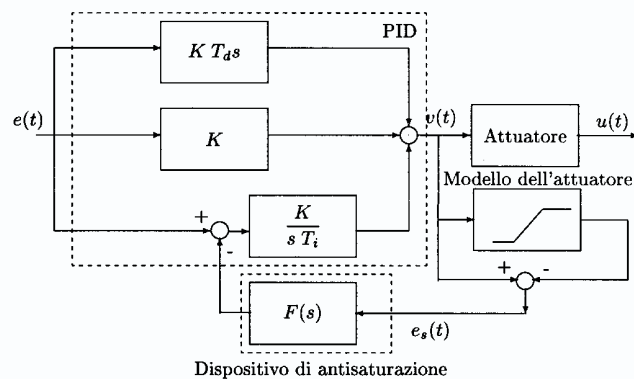 PID
K T_d s
e(t)
K
v(t)
Attuatore
u(t)
Modello dell'attuatore
+
-
K
s T_i
+
-
F(s)
e_s(t)
Dispositivo di antisaturazione